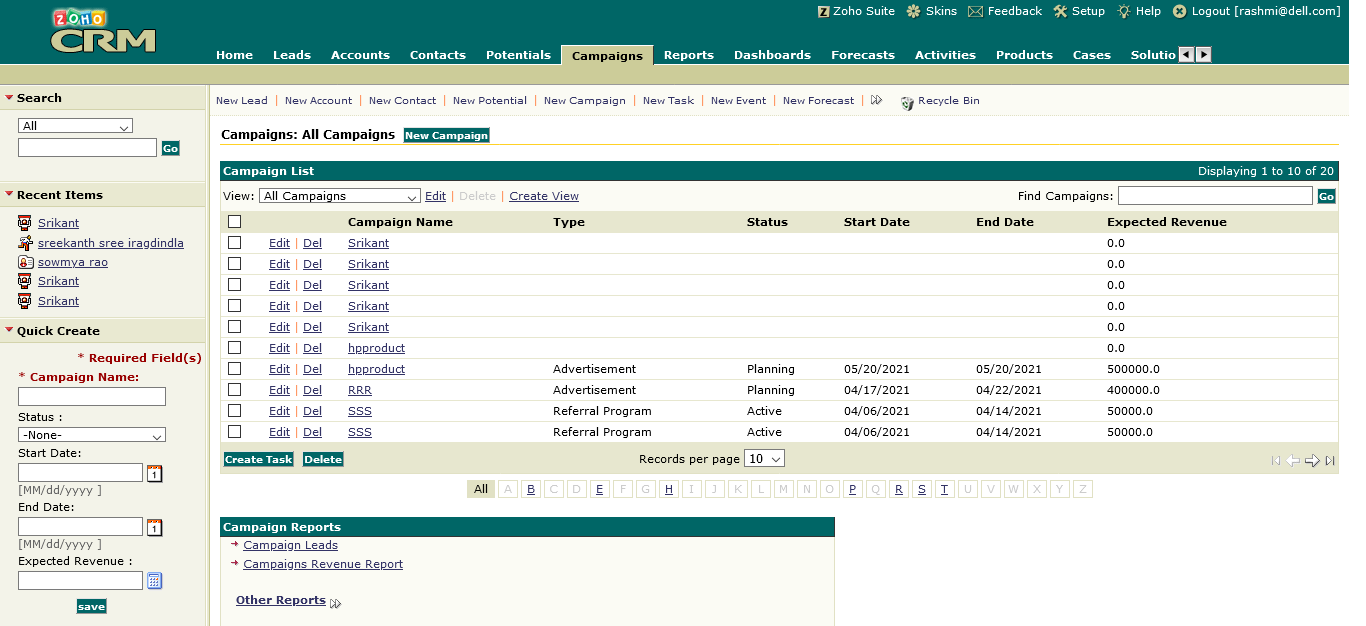 ZOHO CRM
Zoho Suite Skins Feedback Setup Help Logout [rashmi@dell.com]
Home Leads Accounts Contacts Potentials Campaigns Reports Dashboards Forecasts Activities Products Cases Solutio
Search
All
Go
Recent Items
Srikant
sreekanth sree iragdindla
sowmya rao
Srikant
Srikant
Quick Create
* Required Field(s)
* Campaign Name:
Status :
-None-
Start Date:
1
[MM/dd/yyyy ]
End Date:
1
[MM/dd/yyyy ]
Expected Revenue :
save
New Lead | New Account | New Contact | New Potential | New Campaign | New Task | New Event | New Forecast | Recycle Bin
Campaigns: All Campaigns New Campaign
Campaign List Displaying 1 to 10 of 20
View: All Campaigns Edit | Delete | Create View Find Campaigns: Go
Campaign Name Type Status Start Date End Date Expected Revenue
Edit | Del Srikant 0.0
Edit | Del Srikant 0.0
Edit | Del Srikant 0.0
Edit | Del Srikant 0.0
Edit | Del Srikant 0.0
Edit | Del hpproduct 0.0
Edit | Del hpproduct Advertisement Planning 05/20/2021 05/20/2021 500000.0
Edit | Del RRR Advertisement Planning 04/17/2021 04/22/2021 400000.0
Edit | Del SSS Referral Program Active 04/06/2021 04/14/2021 50000.0
Edit | Del SSS Referral Program Active 04/06/2021 04/14/2021 50000.0
Create Task Delete Records per page 10
All A B C D E F G H I J K L M N O P Q R S T U V W X Y Z
Campaign Reports
Campaign Leads
Campaigns Revenue Report
Other Reports